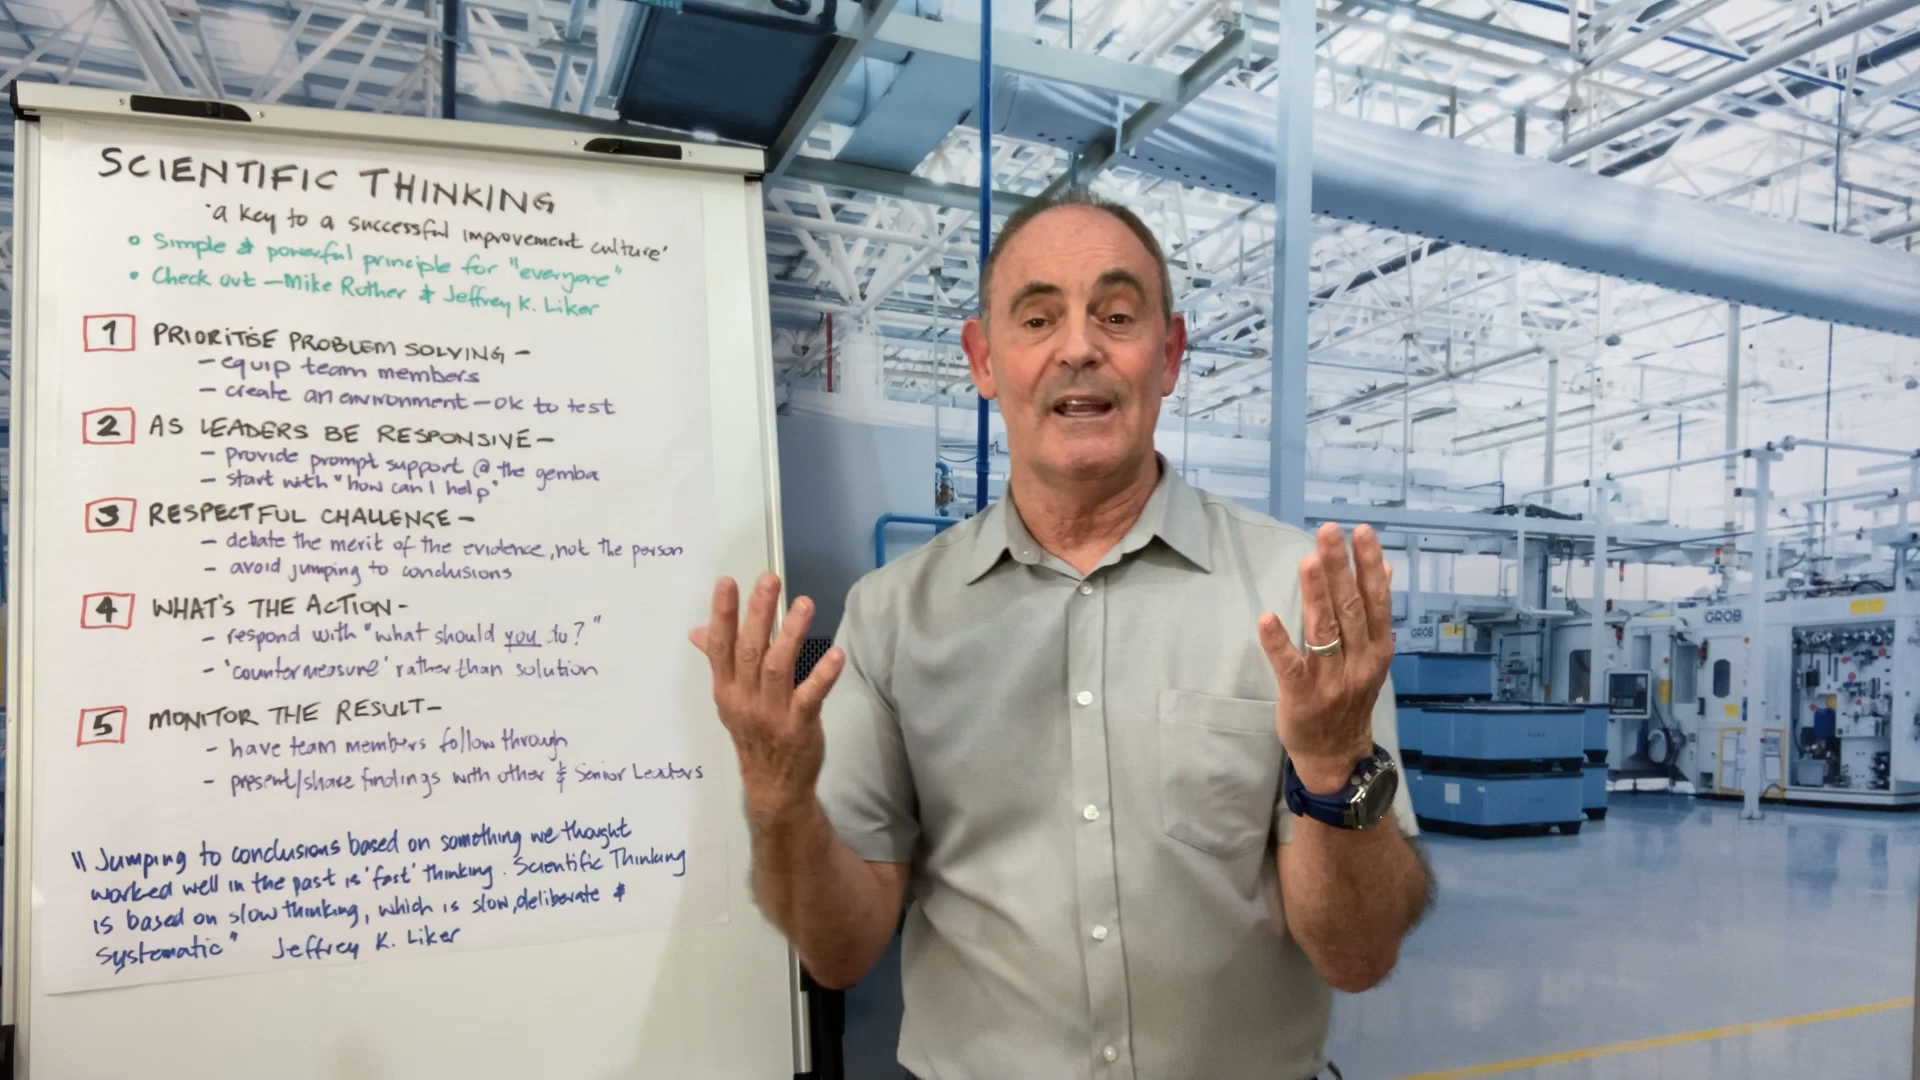 SCIENTIFIC THINKING
'a key to a successful improvement culture'
Simple & powerful principle for "everyone"
Check out - Mike Rother & Jeffrey K. Liker
1 PRIORITISE PROBLEM SOLVING -
- equip team members
- create an environment - ok to test
2 AS LEADERS BE RESPONSIVE -
- provide prompt support @ the gemba
- start with "how can I help"
3 RESPECTFUL CHALLENGE -
- debate the merit of the evidence, not the person
- avoid jumping to conclusions
4 WHAT'S THE ACTION -
- respond with "what should you do?"
- 'countermeasure' rather than solution
5 MONITOR THE RESULT -
- have team members follow through
- present/share findings with other & Senior Leaders
"Jumping to conclusions based on something we thought
worked well in the past is 'fast' thinking. Scientific Thinking
is based on slow thinking, which is slow, deliberate &
systematic" Jeffrey K. Liker
GROB
GROB